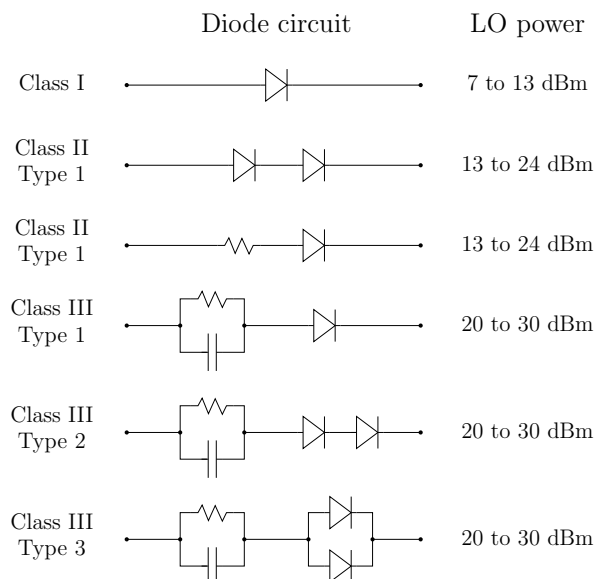 Diode circuit LO power
Class I 7 to 13 dBm
Class II
Type 1 13 to 24 dBm
Class II
Type 1 13 to 24 dBm
Class III
Type 1 20 to 30 dBm
Class III
Type 2 20 to 30 dBm
Class III
Type 3 20 to 30 dBm